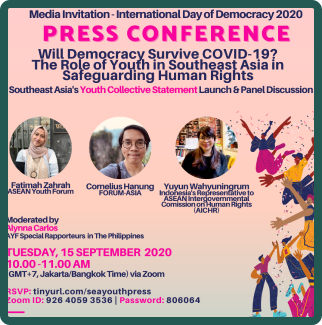 Media Invitation - International Day of Democracy 2020
PRESS CONFERENCE
Will Democracy Survive COVID-19?
The Role of Youth in Southeast Asia in
Safeguarding Human Rights
Southeast Asia's Youth Collective Statement Launch & Panel Discussion
Fatimah Zahrah
ASEAN Youth Forum
Cornelius Hanung
FORUM-ASIA
Yuyun Wahyuningrum
Indonesia's Representative to
ASEAN Intergovernmental
Comission on Human Rights
(AICHR)
Moderated by
Alynna Carlos
AYF Special Rapporteurs in The Philippines
TUESDAY, 15 SEPTEMBER 2020
10.00 -11.00 AM
(GMT+7, Jakarta/Bangkok Time) via Zoom
RSVP: tinyurl.com/seayouthpress
Zoom ID: 926 4059 3536 | Password: 806064